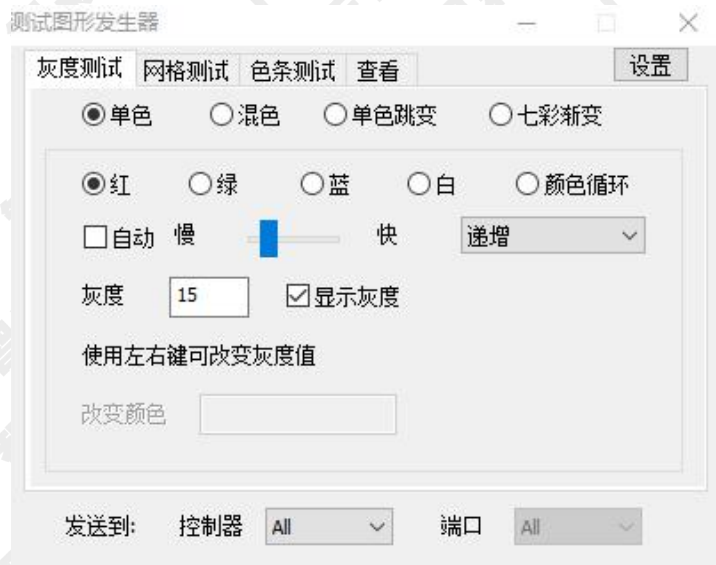 测试图形发生器
灰度测试 网格测试 色条测试 查看 设置
单色 混色 单色跳变 七彩渐变
红 绿 蓝 白 颜色循环
自动 慢 快 递增
灰度 15 显示灰度
使用左右键可改变灰度值
改变颜色
发送到: 控制器 All 端口 All